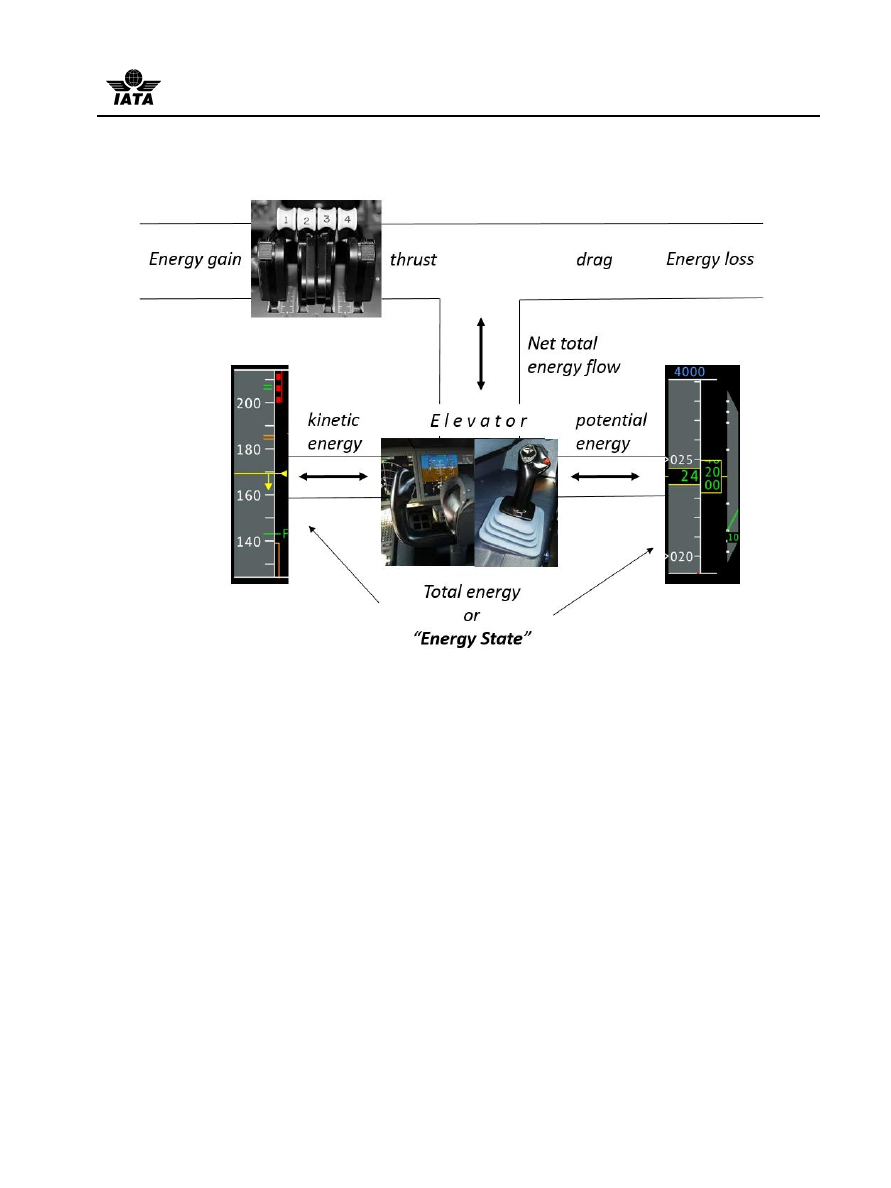 IATA
1 2 3 4
Energy gain
thrust
drag
Energy loss
Net total
energy flow
4000
200
180
160
140
F
kinetic
energy
Elevator
potential
energy
025
24
20
00
020
10
Total energy
or
“Energy State”